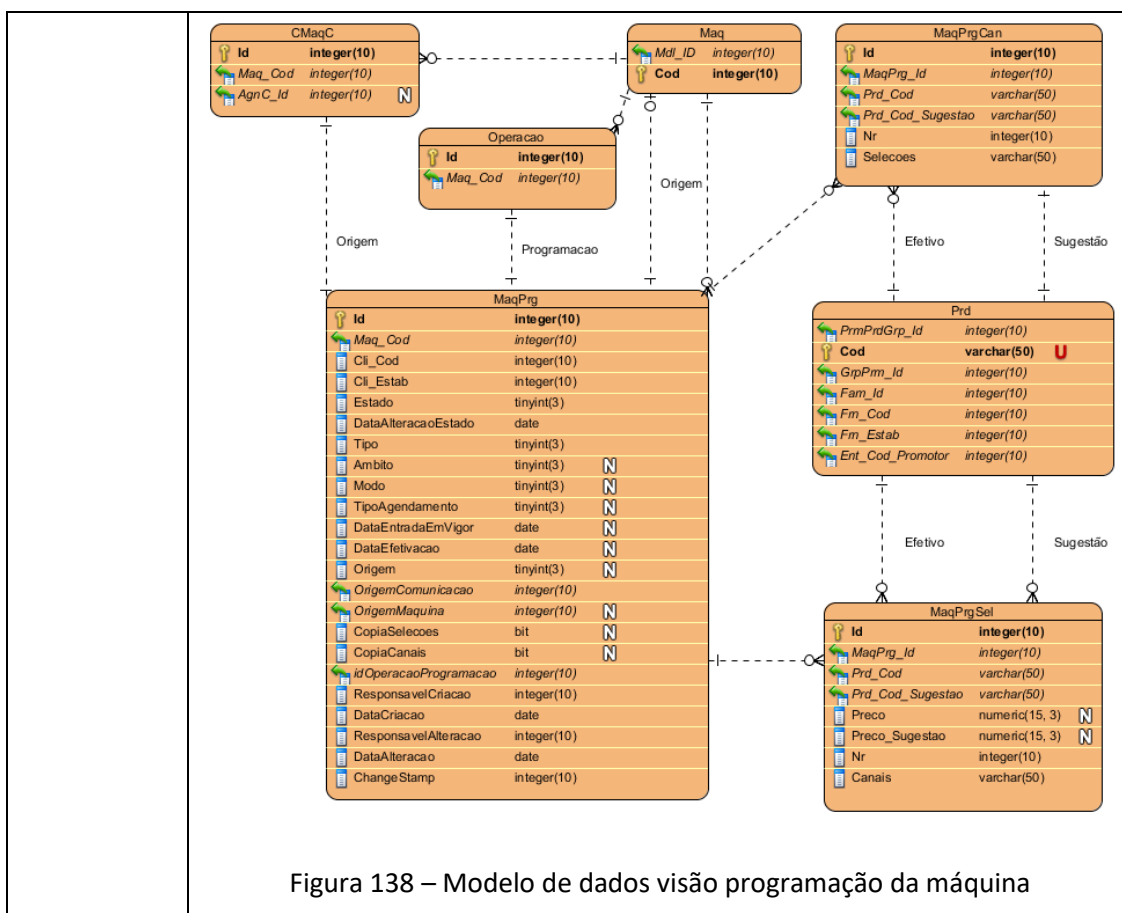 CMaqC
Id integer(10)
Maq_Cod integer(10)
AgnC_Id integer(10) N
Maq
Mdl_ID integer(10)
Cod integer(10)
MaqPrgCan
Id integer(10)
MaqPrg_Id integer(10)
Prd_Cod varchar(50)
Prd_Cod_Sugestao varchar(50)
Nr integer(10)
Selecoes varchar(50)
Operacao
Id integer(10)
Maq_Cod integer(10)
Origem
Origem
Programacao
Efetivo
Sugestão
MaqPrg
Id integer(10)
Maq_Cod integer(10)
Cli_Cod integer(10)
Cli_Estab integer(10)
Estado tinyint(3)
DataAlteracaoEstado date
Tipo tinyint(3)
Ambito tinyint(3) N
Modo tinyint(3) N
TipoAgendamento tinyint(3) N
DataEntradaEmVigor date N
DataEfetivacao date N
Origem tinyint(3) N
OrigemComunicacao integer(10)
OrigemMaquina integer(10) N
CopiaSelecoes bit N
CopiaCanais bit N
idOperacaoProgramacao integer(10)
ResponsavelCriacao integer(10)
DataCriacao date
ResponsavelAlteracao integer(10)
DataAlteracao date
ChangeStamp integer(10)
Prd
PrmPrdGrp_Id integer(10)
Cod varchar(50) U
GrpPrm_Id integer(10)
Fam_Id integer(10)
Fm_Cod integer(10)
Fm_Estab integer(10)
Ent_Cod_Promotor integer(10)
Efetivo
Sugestão
MaqPrgSel
Id integer(10)
MaqPrg_Id integer(10)
Prd_Cod varchar(50)
Prd_Cod_Sugestao varchar(50)
Preco numeric(15, 3) N
Preco_Sugestao numeric(15, 3) N
Nr integer(10)
Canais varchar(50)
Figura 138 – Modelo de dados visão programação da máquina